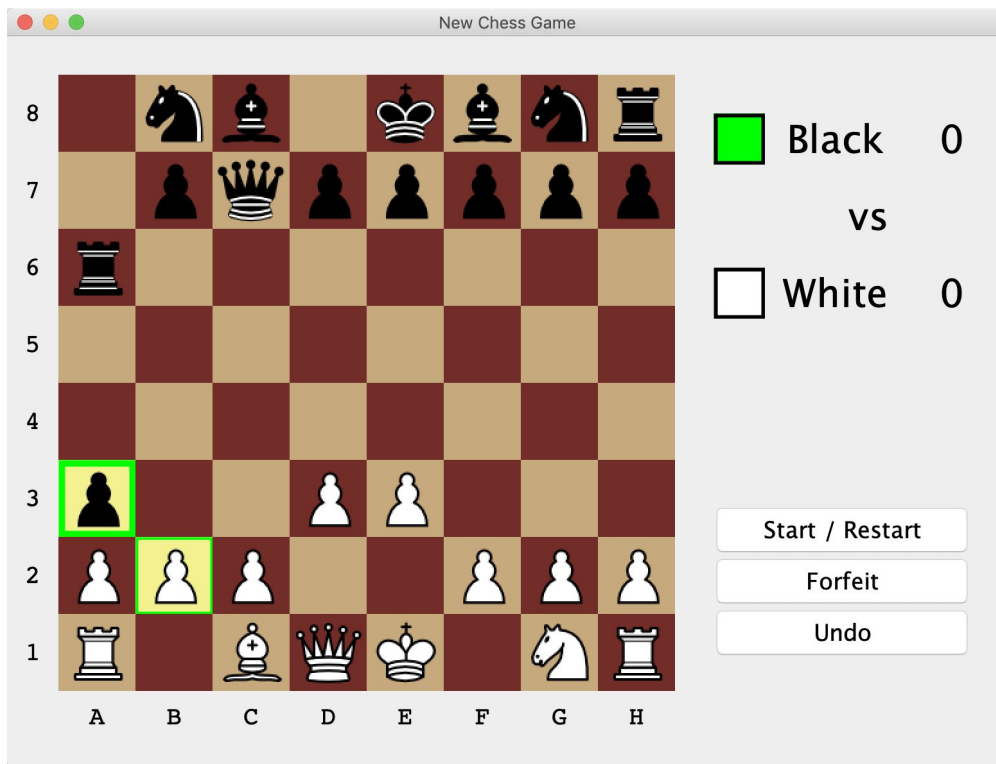 New Chess Game
8
7
6
5
4
3
2
1
A B C D E F G H
Black 0
vs
White 0
Start / Restart
Forfeit
Undo